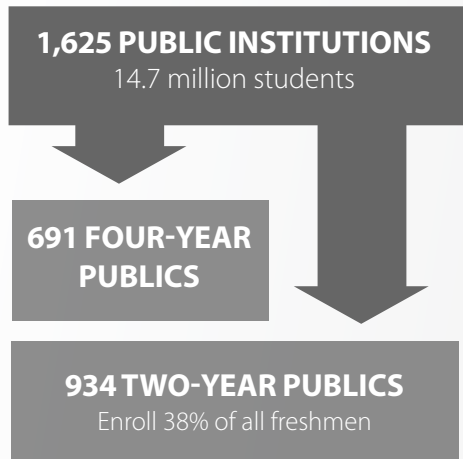 1,625 PUBLIC INSTITUTIONS
14.7 million students
691 FOUR-YEAR
PUBLICS
934 TWO-YEAR PUBLICS
Enroll 38% of all freshmen